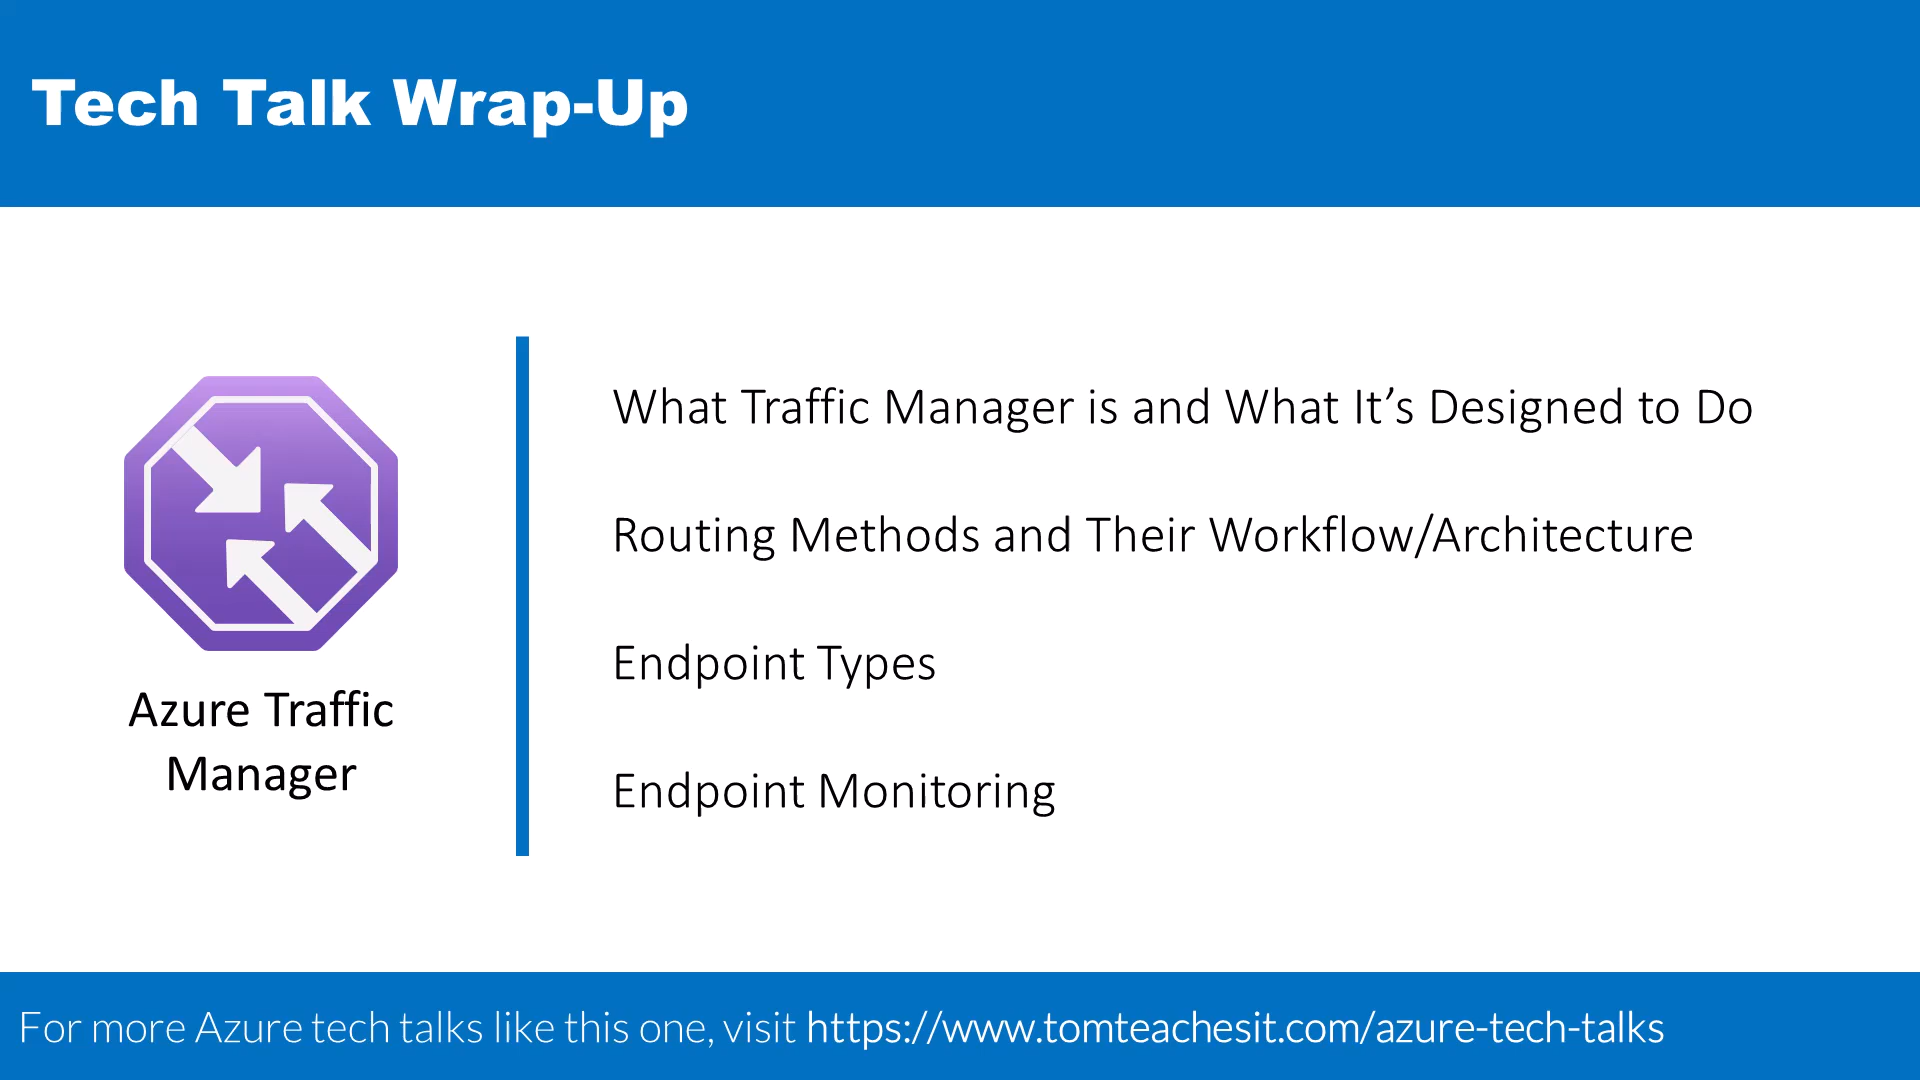 Tech Talk Wrap-Up
Azure Traffic
Manager
What Traffic Manager is and What It’s Designed to Do
Routing Methods and Their Workflow/Architecture
Endpoint Types
Endpoint Monitoring
For more Azure tech talks like this one, visit https://www.tomteachesit.com/azure-tech-talks